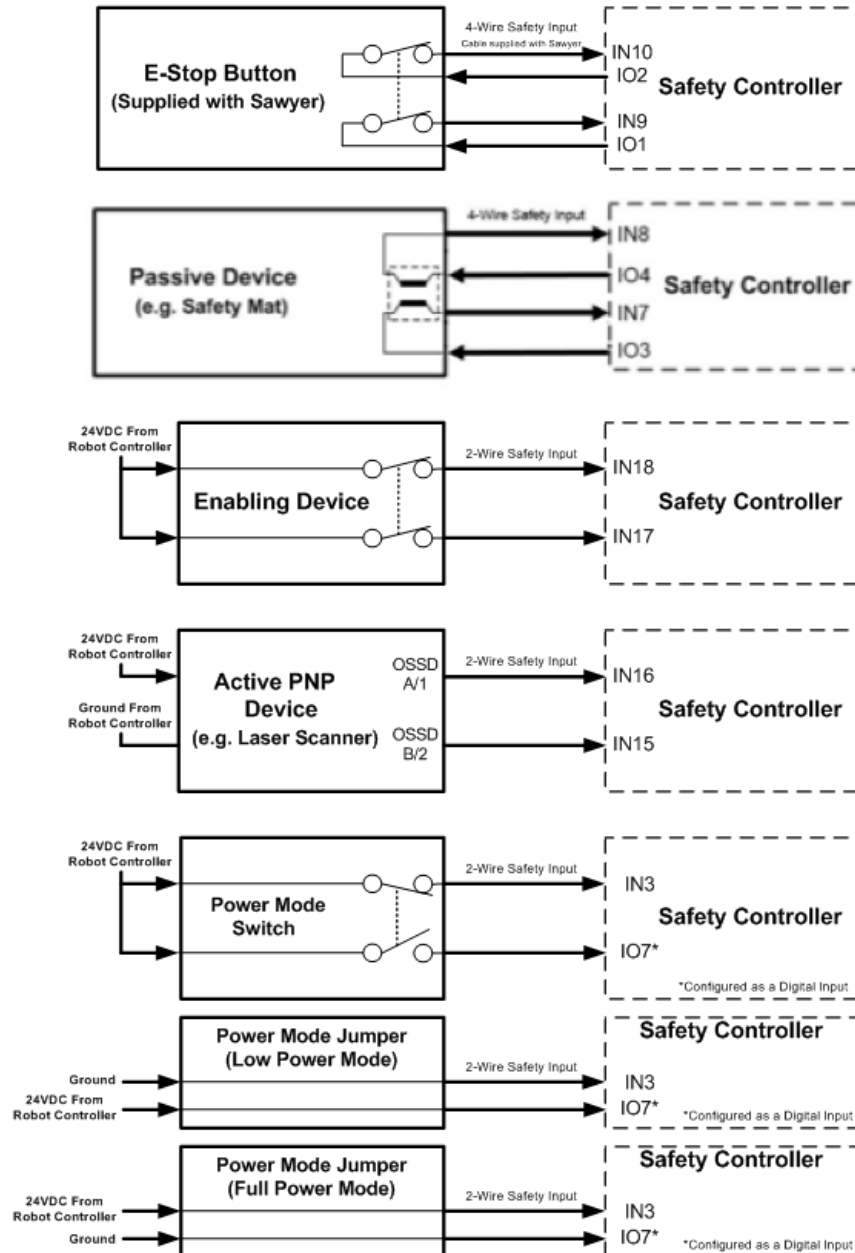 4-Wire Safety Input
Cable supplied with Sawyer
E-Stop Button
(Supplied with Sawyer)
IN10
IO2
Safety Controller
IN9
IO1
4-Wire Safety Input
IN8
Passive Device
(e.g. Safety Mat)
IO4
Safety Controller
IN7
IO3
24VDC From
Robot Controller
2-Wire Safety Input
IN18
Enabling Device
Safety Controller
IN17
24VDC From
Robot Controller
OSSD
A/1
2-Wire Safety Input
IN16
Active PNP
Device
(e.g. Laser Scanner)
Ground From
Robot Controller
OSSD
B/2
Safety Controller
IN15
24VDC From
Robot Controller
2-Wire Safety Input
IN3
Power Mode
Switch
Safety Controller
IO7*
*Configured as a Digital Input
Power Mode Jumper
(Low Power Mode)
Safety Controller
Ground
2-Wire Safety Input
IN3
24VDC From
Robot Controller
IO7*
*Configured as a Digital Input
Power Mode Jumper
(Full Power Mode)
Safety Controller
24VDC From
Robot Controller
2-Wire Safety Input
IN3
Ground
IO7*
*Configured as a Digital Input